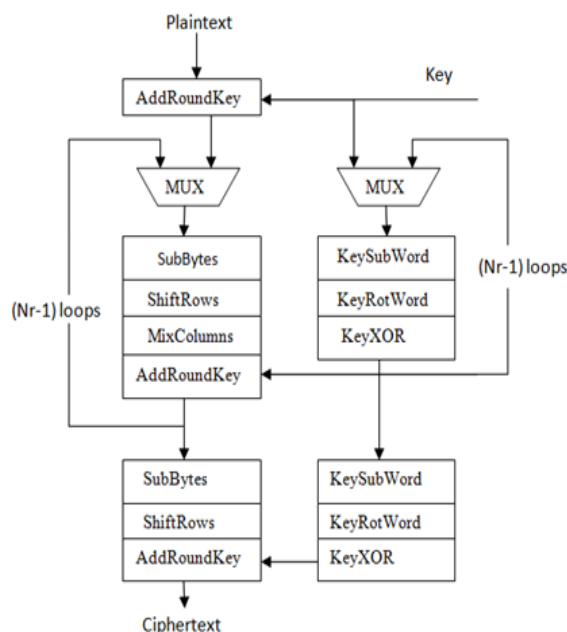 Plaintext
Key
AddRoundKey
MUX
MUX
SubBytes
ShiftRows
MixColumns
AddRoundKey
KeySubWord
KeyRotWord
KeyXOR
(Nr-1) loops
(Nr-1) loops
SubBytes
ShiftRows
AddRoundKey
KeySubWord
KeyRotWord
KeyXOR
Ciphertext